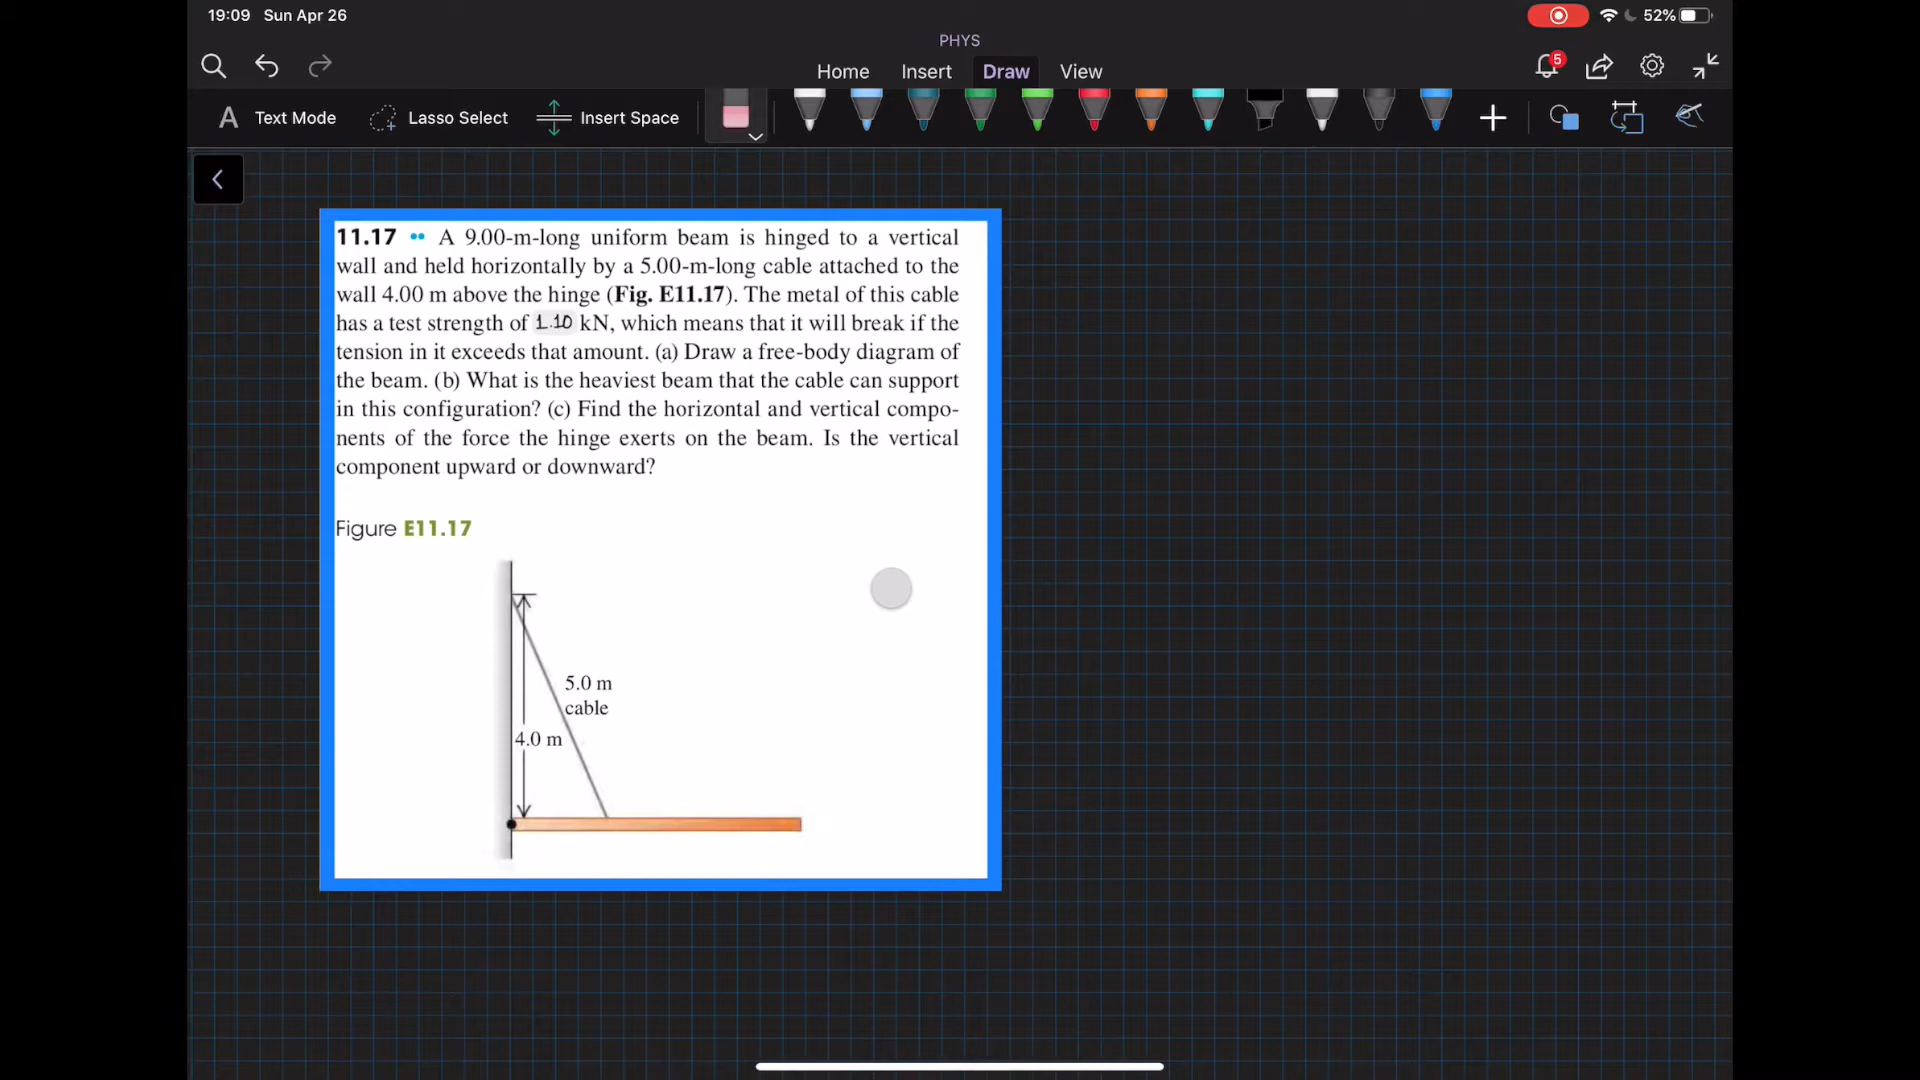 19:09 Sun Apr 26
52%
PHYS
5
Home Insert Draw View
A Text Mode Lasso Select Insert Space
11.17 •• A 9.00-m-long uniform beam is hinged to a vertical
wall and held horizontally by a 5.00-m-long cable attached to the
wall 4.00 m above the hinge (Fig. E11.17). The metal of this cable
has a test strength of 1.10 kN, which means that it will break if the
tension in it exceeds that amount. (a) Draw a free-body diagram of
the beam. (b) What is the heaviest beam that the cable can support
in this configuration? (c) Find the horizontal and vertical compo-
nents of the force the hinge exerts on the beam. Is the vertical
component upward or downward?
Figure E11.17
5.0 m
cable
4.0 m